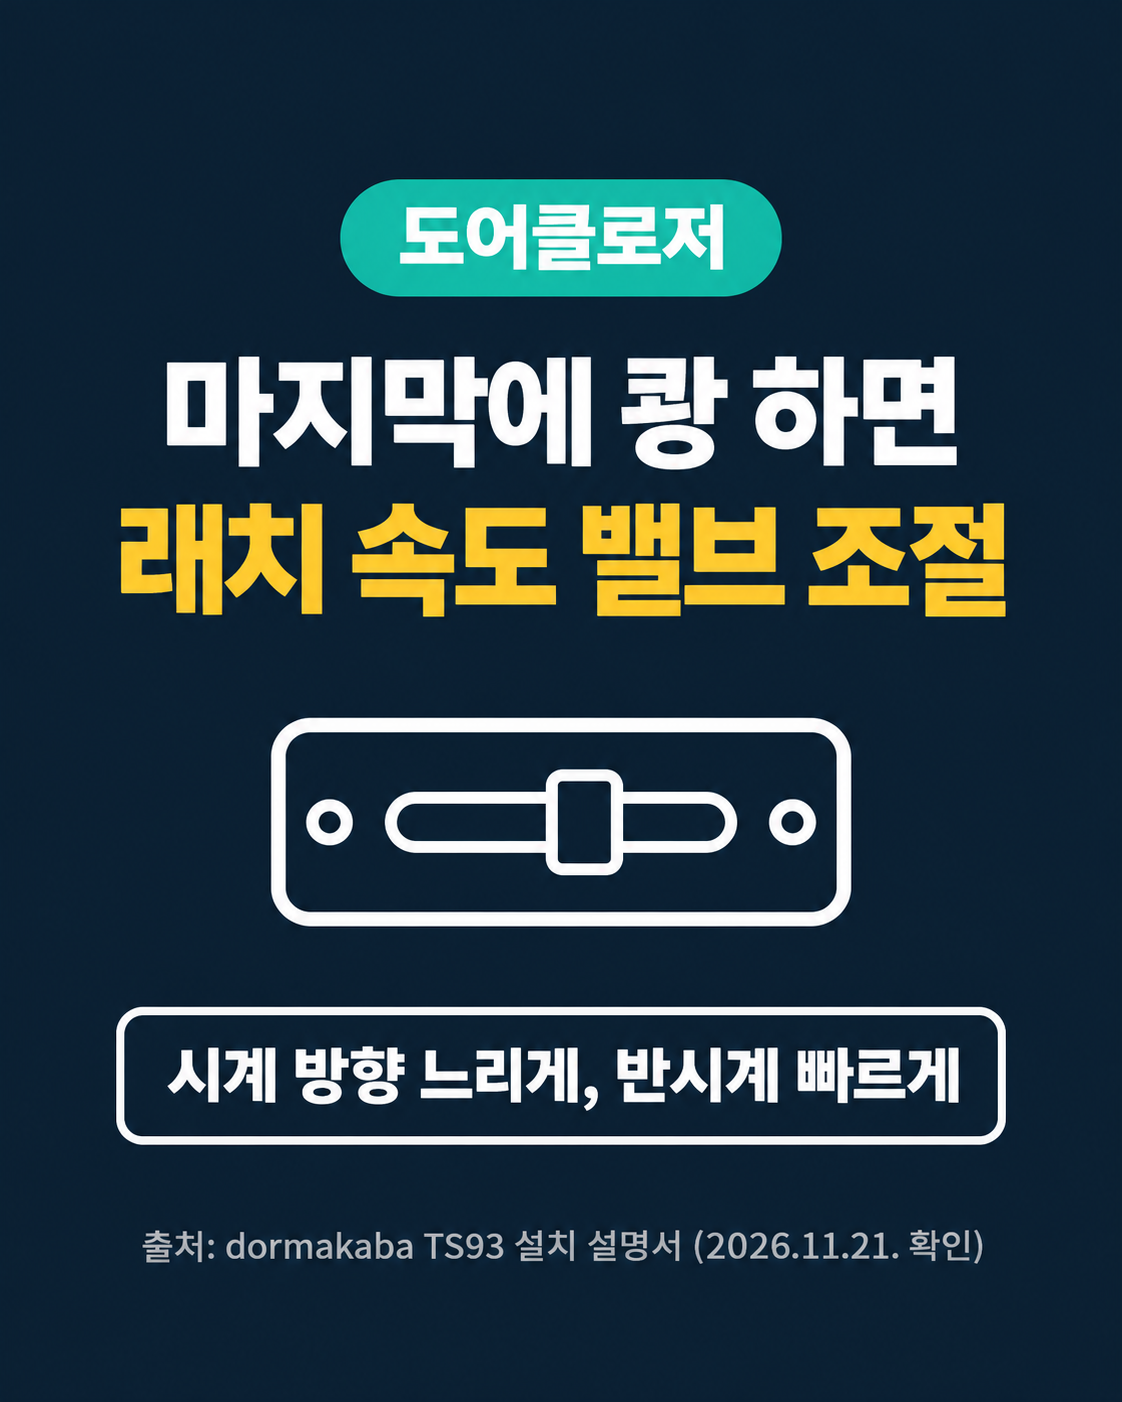 도어클로저
마지막에 쾅 하면
래치 속도 밸브 조절
시계 방향 느리게, 반시계 빠르게
출처: dormakaba TS93 설치 설명서 (2026.11.21. 확인)